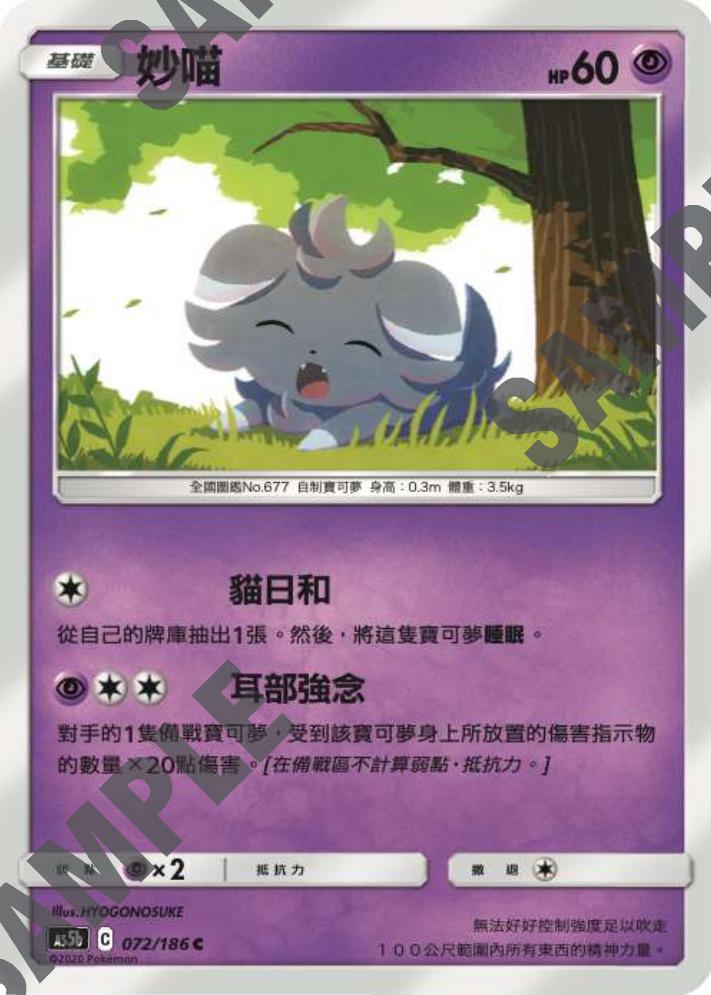 SAMPLE
基礎 妙喵 HP60
SAMPLE
全國圖鑑No.677 自制寶可夢 身高：0.3m 體重：3.5kg
貓日和
從自己的牌庫抽出1張。然後，將這隻寶可夢睡眠。
耳部強念
對手的1隻備戰寶可夢，受到該寶可夢身上所放置的傷害指示物
的數量×20點傷害。[在備戰區不計算弱點・抵抗力。]
SAMPLE
×2 抵抗力 撤退
Illus.HYOGONOSUKE
AS5b C 072/186 C
©2020 Pokémon
無法好好控制強度足以吹走
１００公尺範圍內所有東西的精神力量。